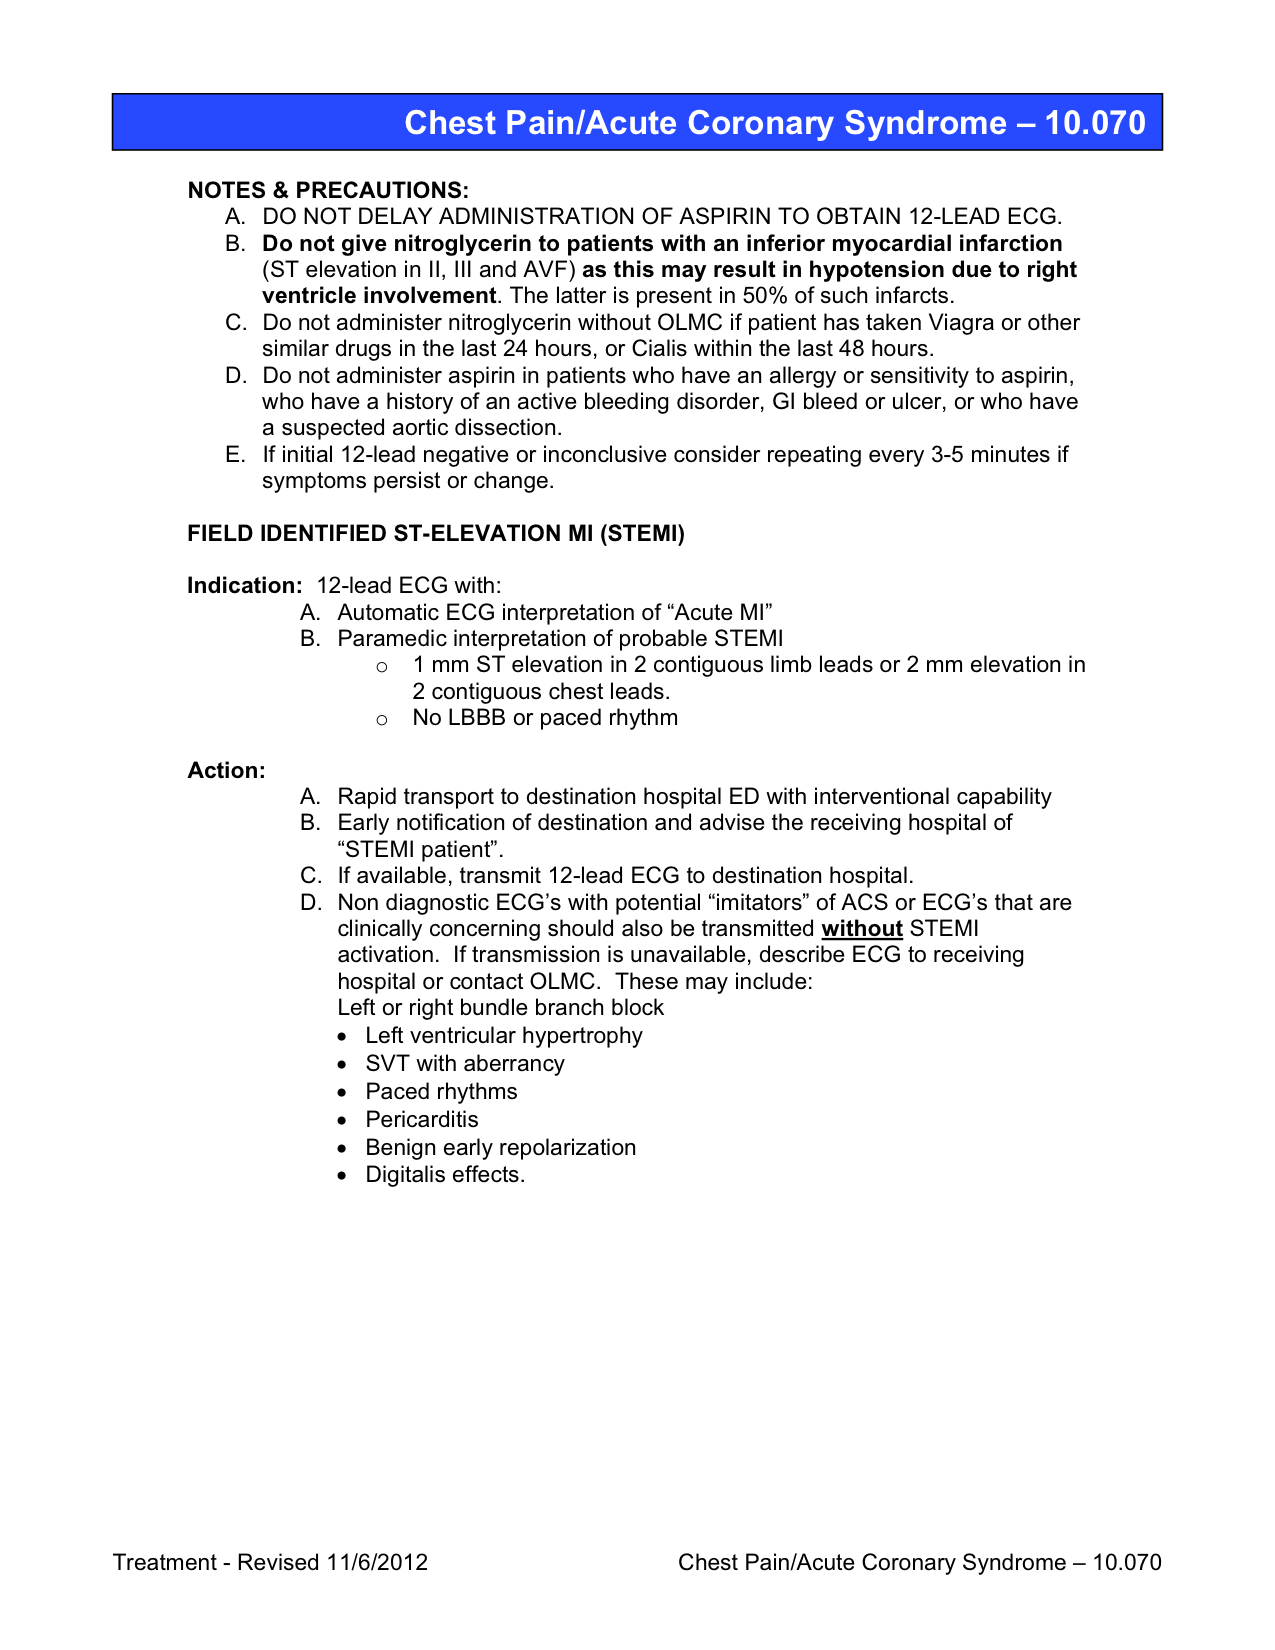 Chest Pain/Acute Coronary Syndrome – 10.070
NOTES & PRECAUTIONS:
A. DO NOT DELAY ADMINISTRATION OF ASPIRIN TO OBTAIN 12-LEAD ECG.
B. Do not give nitroglycerin to patients with an inferior myocardial infarction
(ST elevation in II, III and AVF) as this may result in hypotension due to right
ventricle involvement. The latter is present in 50% of such infarcts.
C. Do not administer nitroglycerin without OLMC if patient has taken Viagra or other
similar drugs in the last 24 hours, or Cialis within the last 48 hours.
D. Do not administer aspirin in patients who have an allergy or sensitivity to aspirin,
who have a history of an active bleeding disorder, GI bleed or ulcer, or who have
a suspected aortic dissection.
E. If initial 12-lead negative or inconclusive consider repeating every 3-5 minutes if
symptoms persist or change.
FIELD IDENTIFIED ST-ELEVATION MI (STEMI)
Indication: 12-lead ECG with:
A. Automatic ECG interpretation of “Acute MI”
B. Paramedic interpretation of probable STEMI
o 1 mm ST elevation in 2 contiguous limb leads or 2 mm elevation in
2 contiguous chest leads.
o No LBBB or paced rhythm
Action:
A. Rapid transport to destination hospital ED with interventional capability
B. Early notification of destination and advise the receiving hospital of
“STEMI patient”.
C. If available, transmit 12-lead ECG to destination hospital.
D. Non diagnostic ECG’s with potential “imitators” of ACS or ECG’s that are
clinically concerning should also be transmitted without STEMI
activation. If transmission is unavailable, describe ECG to receiving
hospital or contact OLMC. These may include:
Left or right bundle branch block
• Left ventricular hypertrophy
• SVT with aberrancy
• Paced rhythms
• Pericarditis
• Benign early repolarization
• Digitalis effects.
Treatment - Revised 11/6/2012 Chest Pain/Acute Coronary Syndrome – 10.070